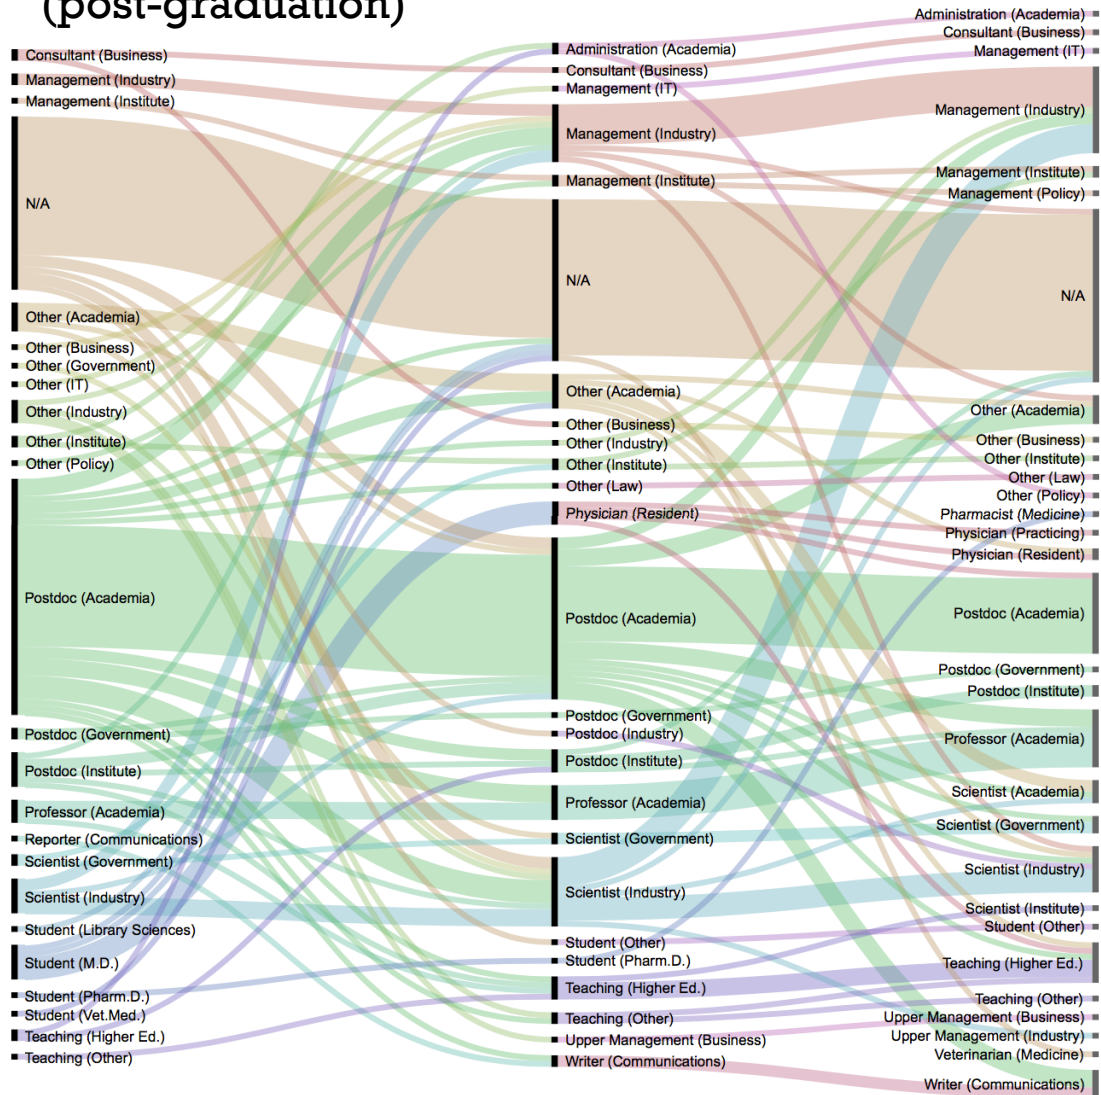 (post-graduation)
Consultant (Business)
Management (Industry)
Management (Institute)
N/A
Other (Academia)
Other (Business)
Other (Government)
Other (IT)
Other (Industry)
Other (Institute)
Other (Policy)
Postdoc (Academia)
Postdoc (Government)
Postdoc (Institute)
Professor (Academia)
Reporter (Communications)
Scientist (Government)
Scientist (Industry)
Student (Library Sciences)
Student (M.D.)
Student (Pharm.D.)
Student (Vet.Med.)
Teaching (Higher Ed.)
Teaching (Other)
Administration (Academia)
Consultant (Business)
Management (IT)
Management (Industry)
Management (Institute)
N/A
Other (Academia)
Other (Business)
Other (Industry)
Other (Institute)
Other (Law)
Physician (Resident)
Postdoc (Academia)
Postdoc (Government)
Postdoc (Industry)
Postdoc (Institute)
Professor (Academia)
Scientist (Government)
Scientist (Industry)
Student (Other)
Student (Pharm.D.)
Teaching (Higher Ed.)
Teaching (Other)
Upper Management (Business)
Writer (Communications)
Administration (Academia)
Consultant (Business)
Management (IT)
Management (Industry)
Management (Institute)
Management (Policy)
N/A
Other (Academia)
Other (Business)
Other (Institute)
Other (Law)
Other (Policy)
Pharmacist (Medicine)
Physician (Practicing)
Physician (Resident)
Postdoc (Academia)
Postdoc (Government)
Postdoc (Institute)
Professor (Academia)
Scientist (Academia)
Scientist (Government)
Scientist (Industry)
Scientist (Institute)
Student (Other)
Teaching (Higher Ed.)
Teaching (Other)
Upper Management (Business)
Upper Management (Industry)
Veterinarian (Medicine)
Writer (Communications)